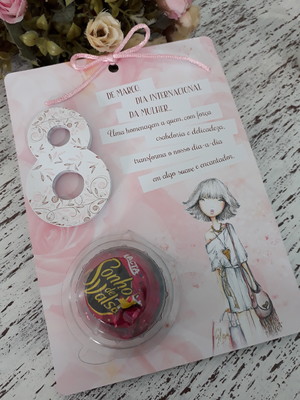 8
DE MARÇO DIA INTERNACIONAL
DA MULHER...
Uma homenagem a quem, com força,
sabedoria e delicadeza,
transforma o nosso dia-a-dia
em algo suave e encantador.
Sonho
de
Valsa